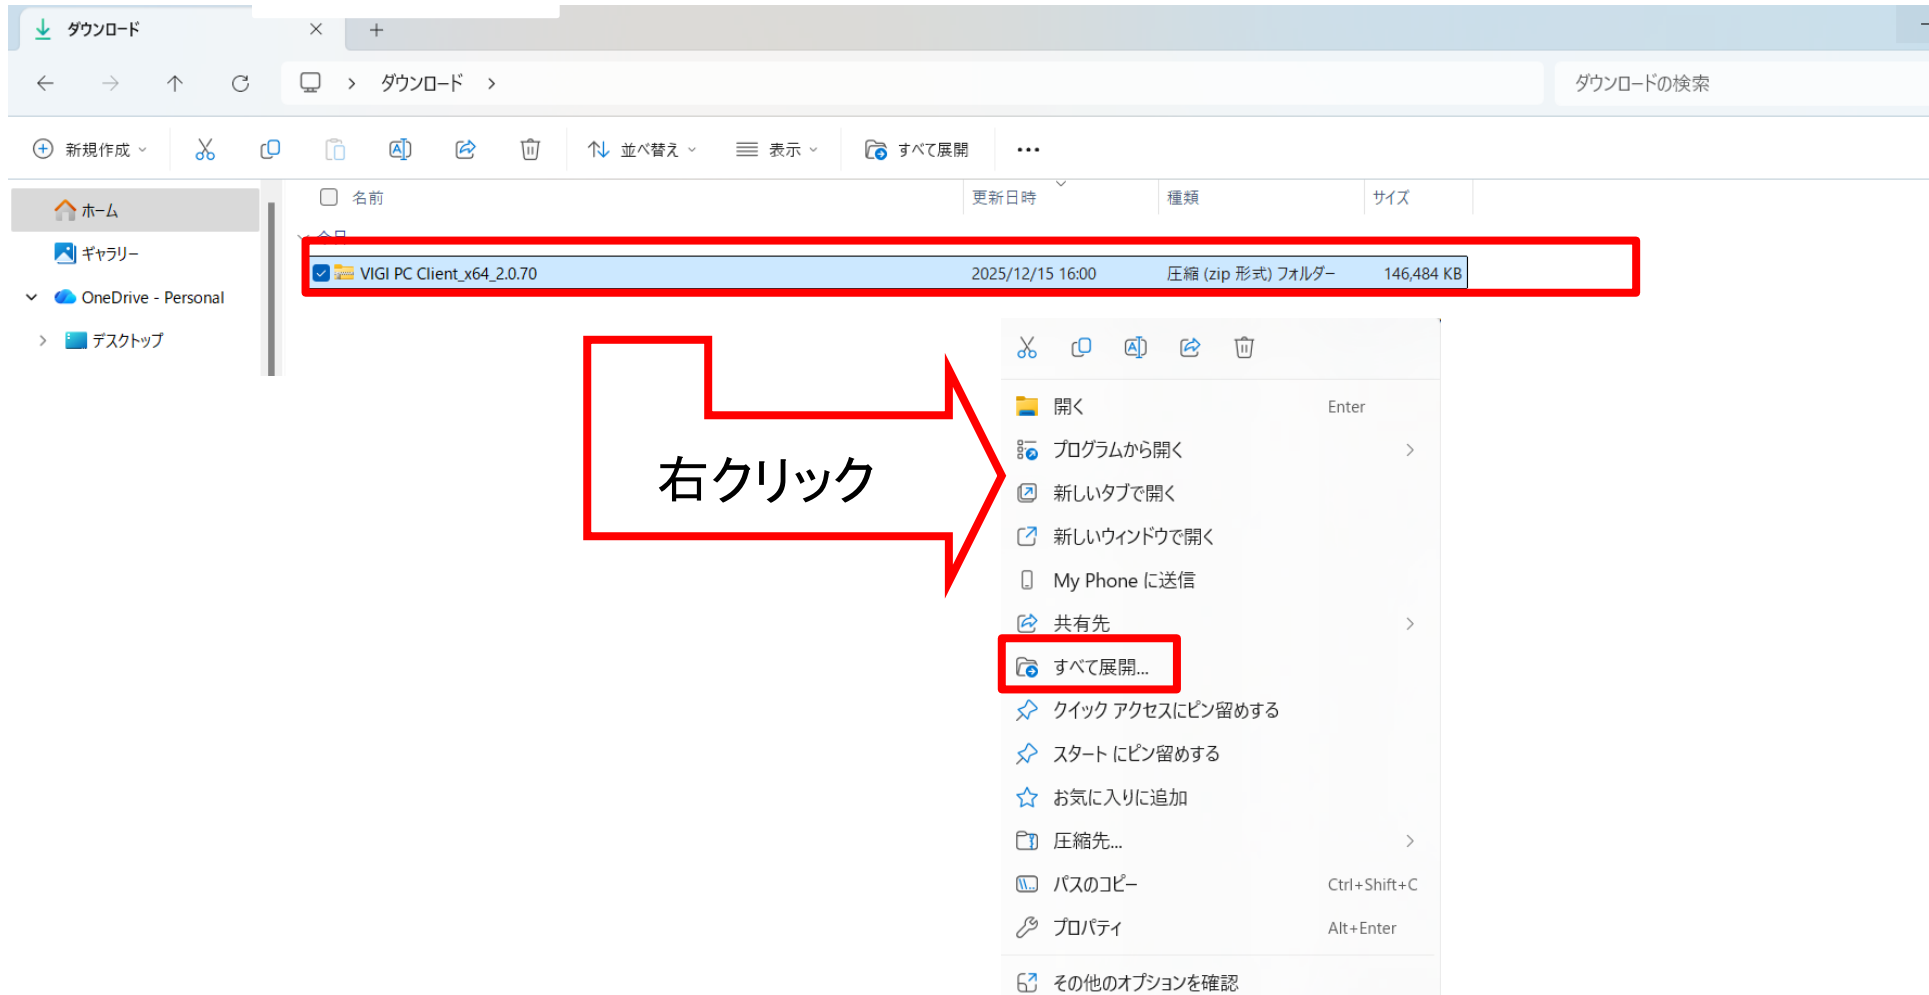 ダウンロード
ダウンロード
ダウンロードの検索
新規作成
並べ替え
表示
すべて展開
名前
更新日時
種類
サイズ
ホーム
ギャラリー
OneDrive - Personal
デスクトップ
VIGI PC Client_x64_2.0.70
2025/12/15 16:00
圧縮 (zip 形式) フォルダー
146,484 KB
右クリック
開く Enter
プログラムから開く
新しいタブで開く
新しいウィンドウで開く
My Phone に送信
共有先
すべて展開...
クイック アクセスにピン留めする
スタート にピン留めする
お気に入りに追加
圧縮先...
パスのコピー Ctrl+Shift+C
プロパティ Alt+Enter
その他のオプションを確認